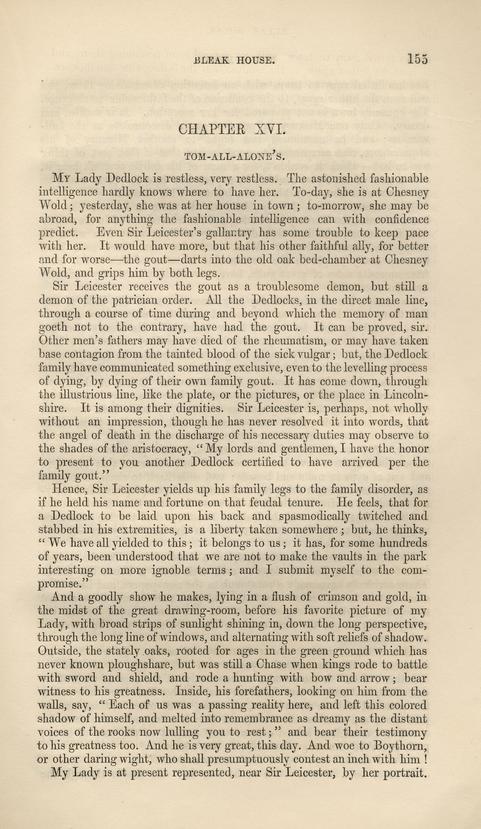 BLEAK HOUSE. 155
CHAPTER XVI.
TOM-ALL-ALONE'S.
MY Lady Dedlock is restless, very restless. The astonished fashionable
intelligence hardly knows where to have her. To-day, she is at Chesney
Wold; yesterday, she was at her house in town; to-morrow, she may be
abroad, for anything the fashionable intelligence can with confidence
predict. Even Sir Leicester's gallantry has some trouble to keep pace
with her. It would have more, but that his other faithful ally, for better
and for worse—the gout—darts into the old oak bed-chamber at Chesney
Wold, and grips him by both legs.
Sir Leicester receives the gout as a troublesome demon, but still a
demon of the patrician order. All the Dedlocks, in the direct male line,
through a course of time during and beyond which the memory of man
goeth not to the contrary, have had the gout. It can be proved, sir.
Other men's fathers may have died of the rheumatism, or may have taken
base contagion from the tainted blood of the sick vulgar; but, the Dedlock
family have communicated something exclusive, even to the levelling process
of dying, by dying of their own family gout. It has come down, through
the illustrious line, like the plate, or the pictures, or the place in Lincoln-
shire. It is among their dignities. Sir Leicester is, perhaps, not wholly
without an impression, though he has never resolved it into words, that
the angel of death in the discharge of his necessary duties may observe to
the shades of the aristocracy, "My lords and gentlemen, I have the honor
to present to you another Dedlock certified to have arrived per the
family gout."
Hence, Sir Leicester yields up his family legs to the family disorder, as
if he held his name and fortune on that feudal tenure. He feels, that for
a Dedlock to be laid upon his back and spasmodically twitched and
stabbed in his extremities, is a liberty taken somewhere; but, he thinks,
"We have all yielded to this; it belongs to us; it has, for some hundreds
of years, been understood that we are not to make the vaults in the park
interesting on more ignoble terms; and I submit myself to the com-
promise."
And a goodly show he makes, lying in a flush of crimson and gold, in
the midst of the great drawing-room, before his favorite picture of my
Lady, with broad strips of sunlight shining in, down the long perspective,
through the long line of windows, and alternating with soft reliefs of shadow.
Outside, the stately oaks, rooted for ages in the green ground which has
never known ploughshare, but was still a Chase when kings rode to battle
with sword and shield, and rode a hunting with bow and arrow; bear
witness to his greatness. Inside, his forefathers, looking on him from the
walls, say, "Each of us was a passing reality here, and left this colored
shadow of himself, and melted into remembrance as dreamy as the distant
voices of the rooks now lulling you to rest;" and bear their testimony
to his greatness too. And he is very great, this day. And woe to Boythorn,
or other daring wight, who shall presumptuously contest an inch with him!
My Lady is at present represented, near Sir Leicester, by her portrait.